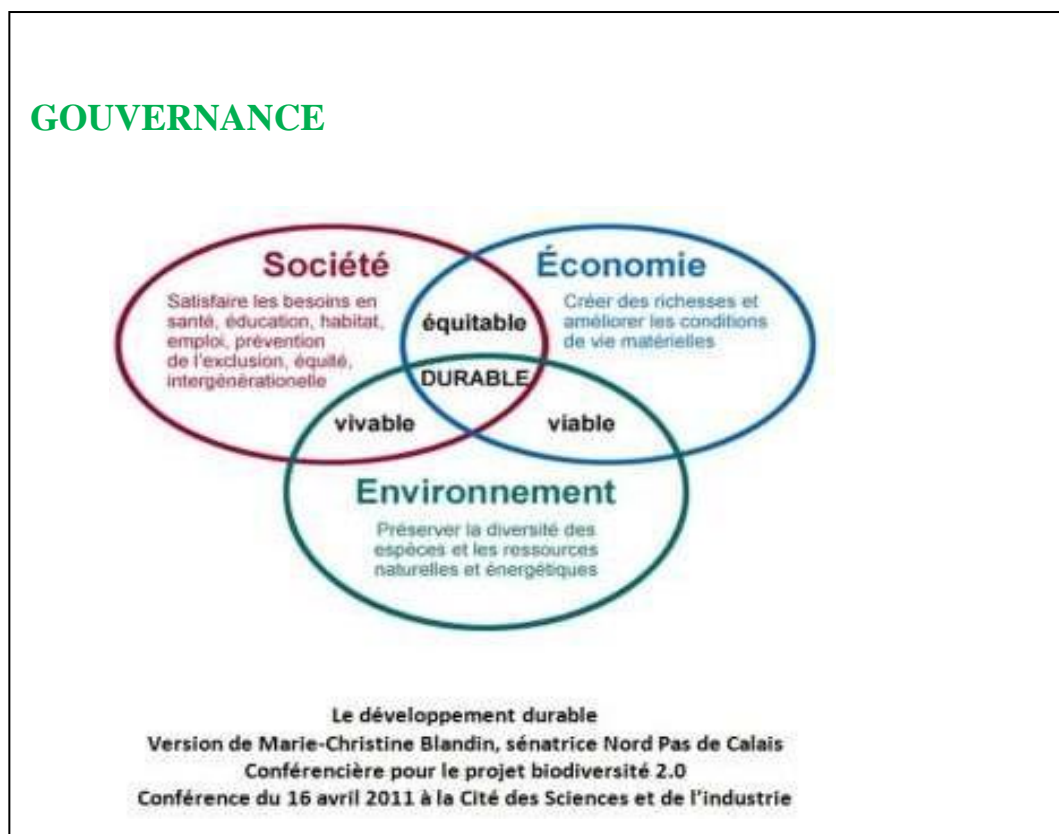 GOUVERNANCE
Société
Satisfaire les besoins en
santé, éducation, habitat,
emploi, prévention
de l'exclusion, équité,
intergénérationelle
Économie
Créer des richesses et
améliorer les conditions
de vie matérielles
équitable
DURABLE
vivable
viable
Environnement
Préserver la diversité des
espèces et les ressources
naturelles et énergétiques
Le développement durable
Version de Marie-Christine Blandin, sénatrice Nord Pas de Calais
Conférencière pour le projet biodiversité 2.0
Conférence du 16 avril 2011 à la Cité des Sciences et de l'industrie